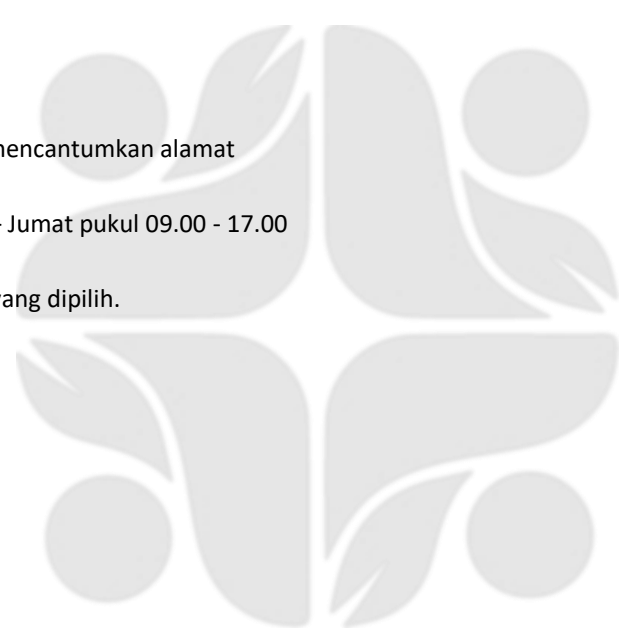 mencantumkan alamat
- Jumat pukul 09.00 - 17.00
yang dipilih.